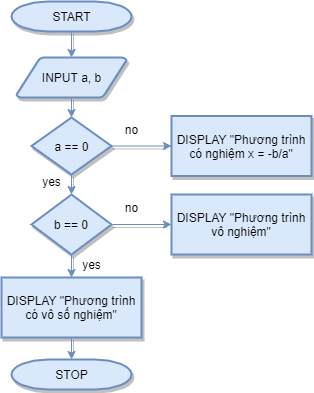 START
INPUT a, b
a == 0
no
DISPLAY "Phương trình
có nghiệm x = -b/a"
yes
b == 0
no
DISPLAY "Phương trình
vô nghiệm"
yes
DISPLAY "Phương trình
có vô số nghiệm"
STOP